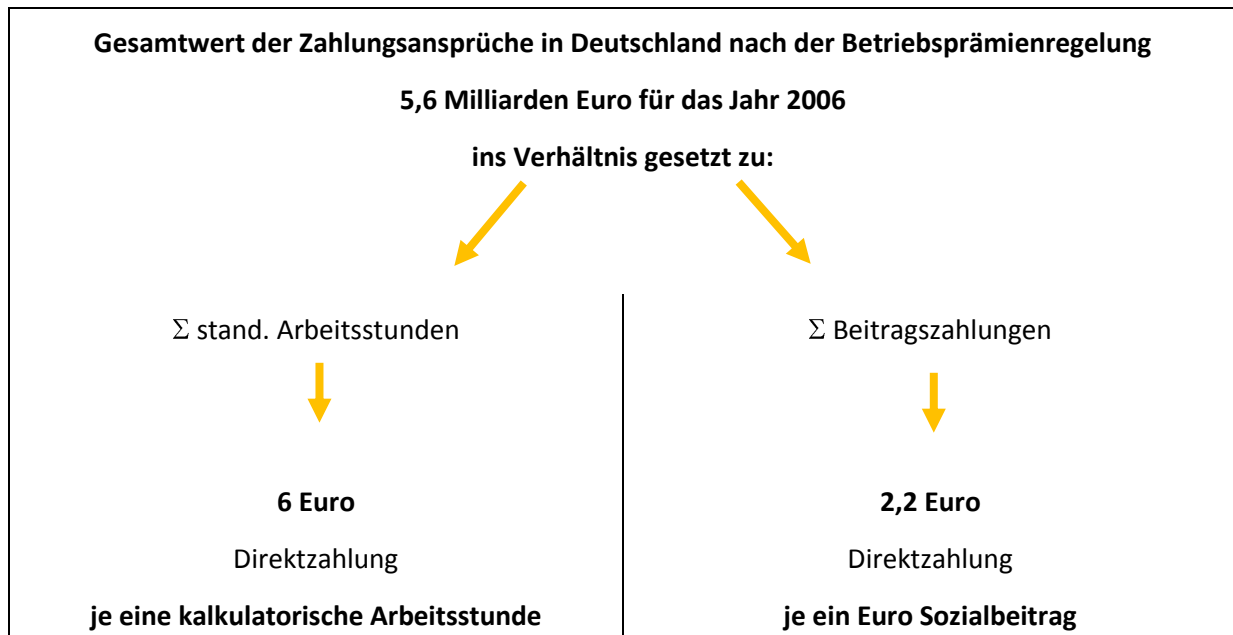 Gesamtwert der Zahlungsansprüche in Deutschland nach der Betriebsprämienregelung
5,6 Milliarden Euro für das Jahr 2006
ins Verhältnis gesetzt zu:
Σ stand. Arbeitsstunden
6 Euro
Direktzahlung
je eine kalkulatorische Arbeitsstunde
Σ Beitragszahlungen
2,2 Euro
Direktzahlung
je ein Euro Sozialbeitrag